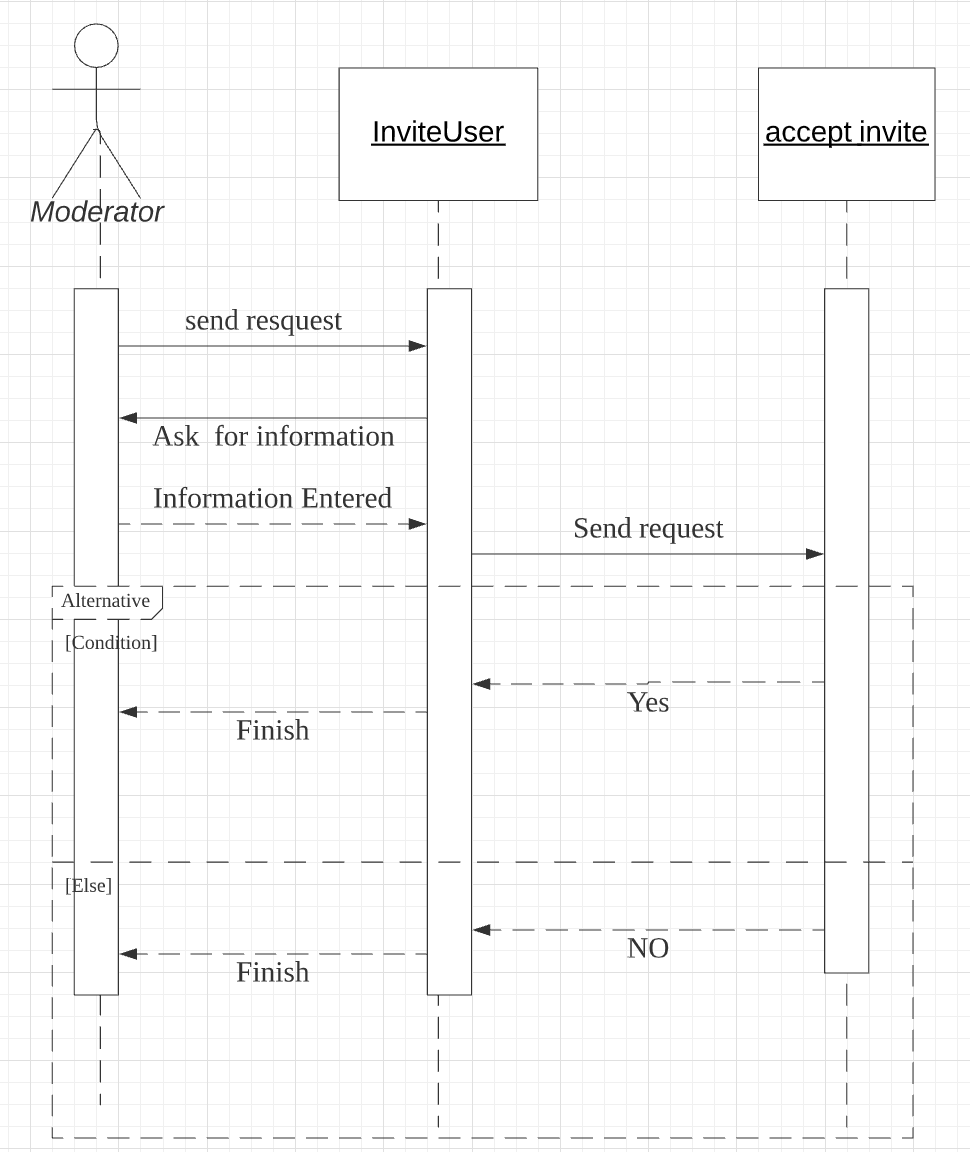 InviteUser
accept invite
Moderator
send resquest
Ask  for information
Information Entered
Send request
Alternative
[Condition]
Yes
Finish
[Else]
NO
Finish